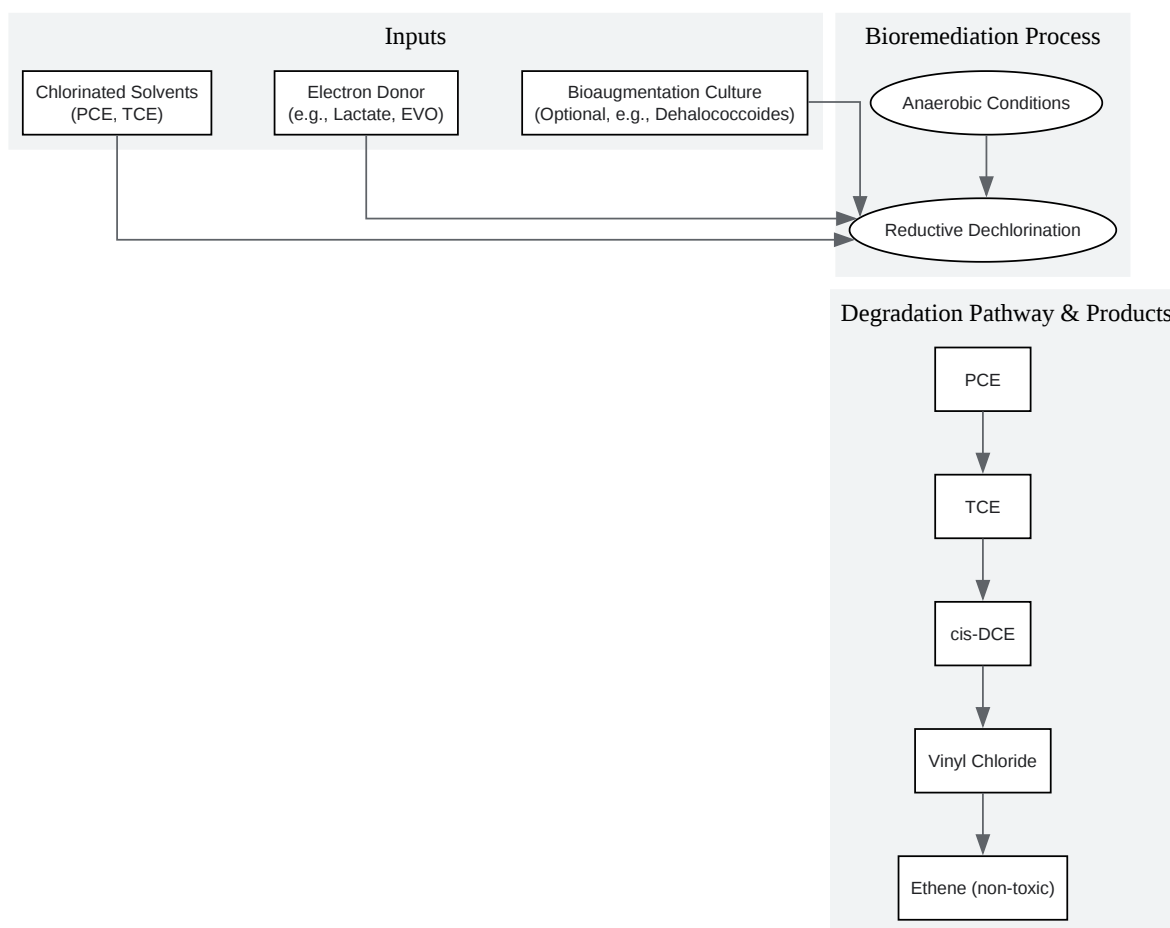 Inputs
Chlorinated Solvents
(PCE, TCE)
Electron Donor
(e.g., Lactate, EVO)
Bioaugmentation Culture
(Optional, e.g., Dehalococcoides)
Bioremediation Process
Anaerobic Conditions
Reductive Dechlorination
Degradation Pathway & Products
PCE
TCE
cis-DCE
Vinyl Chloride
Ethene (non-toxic)